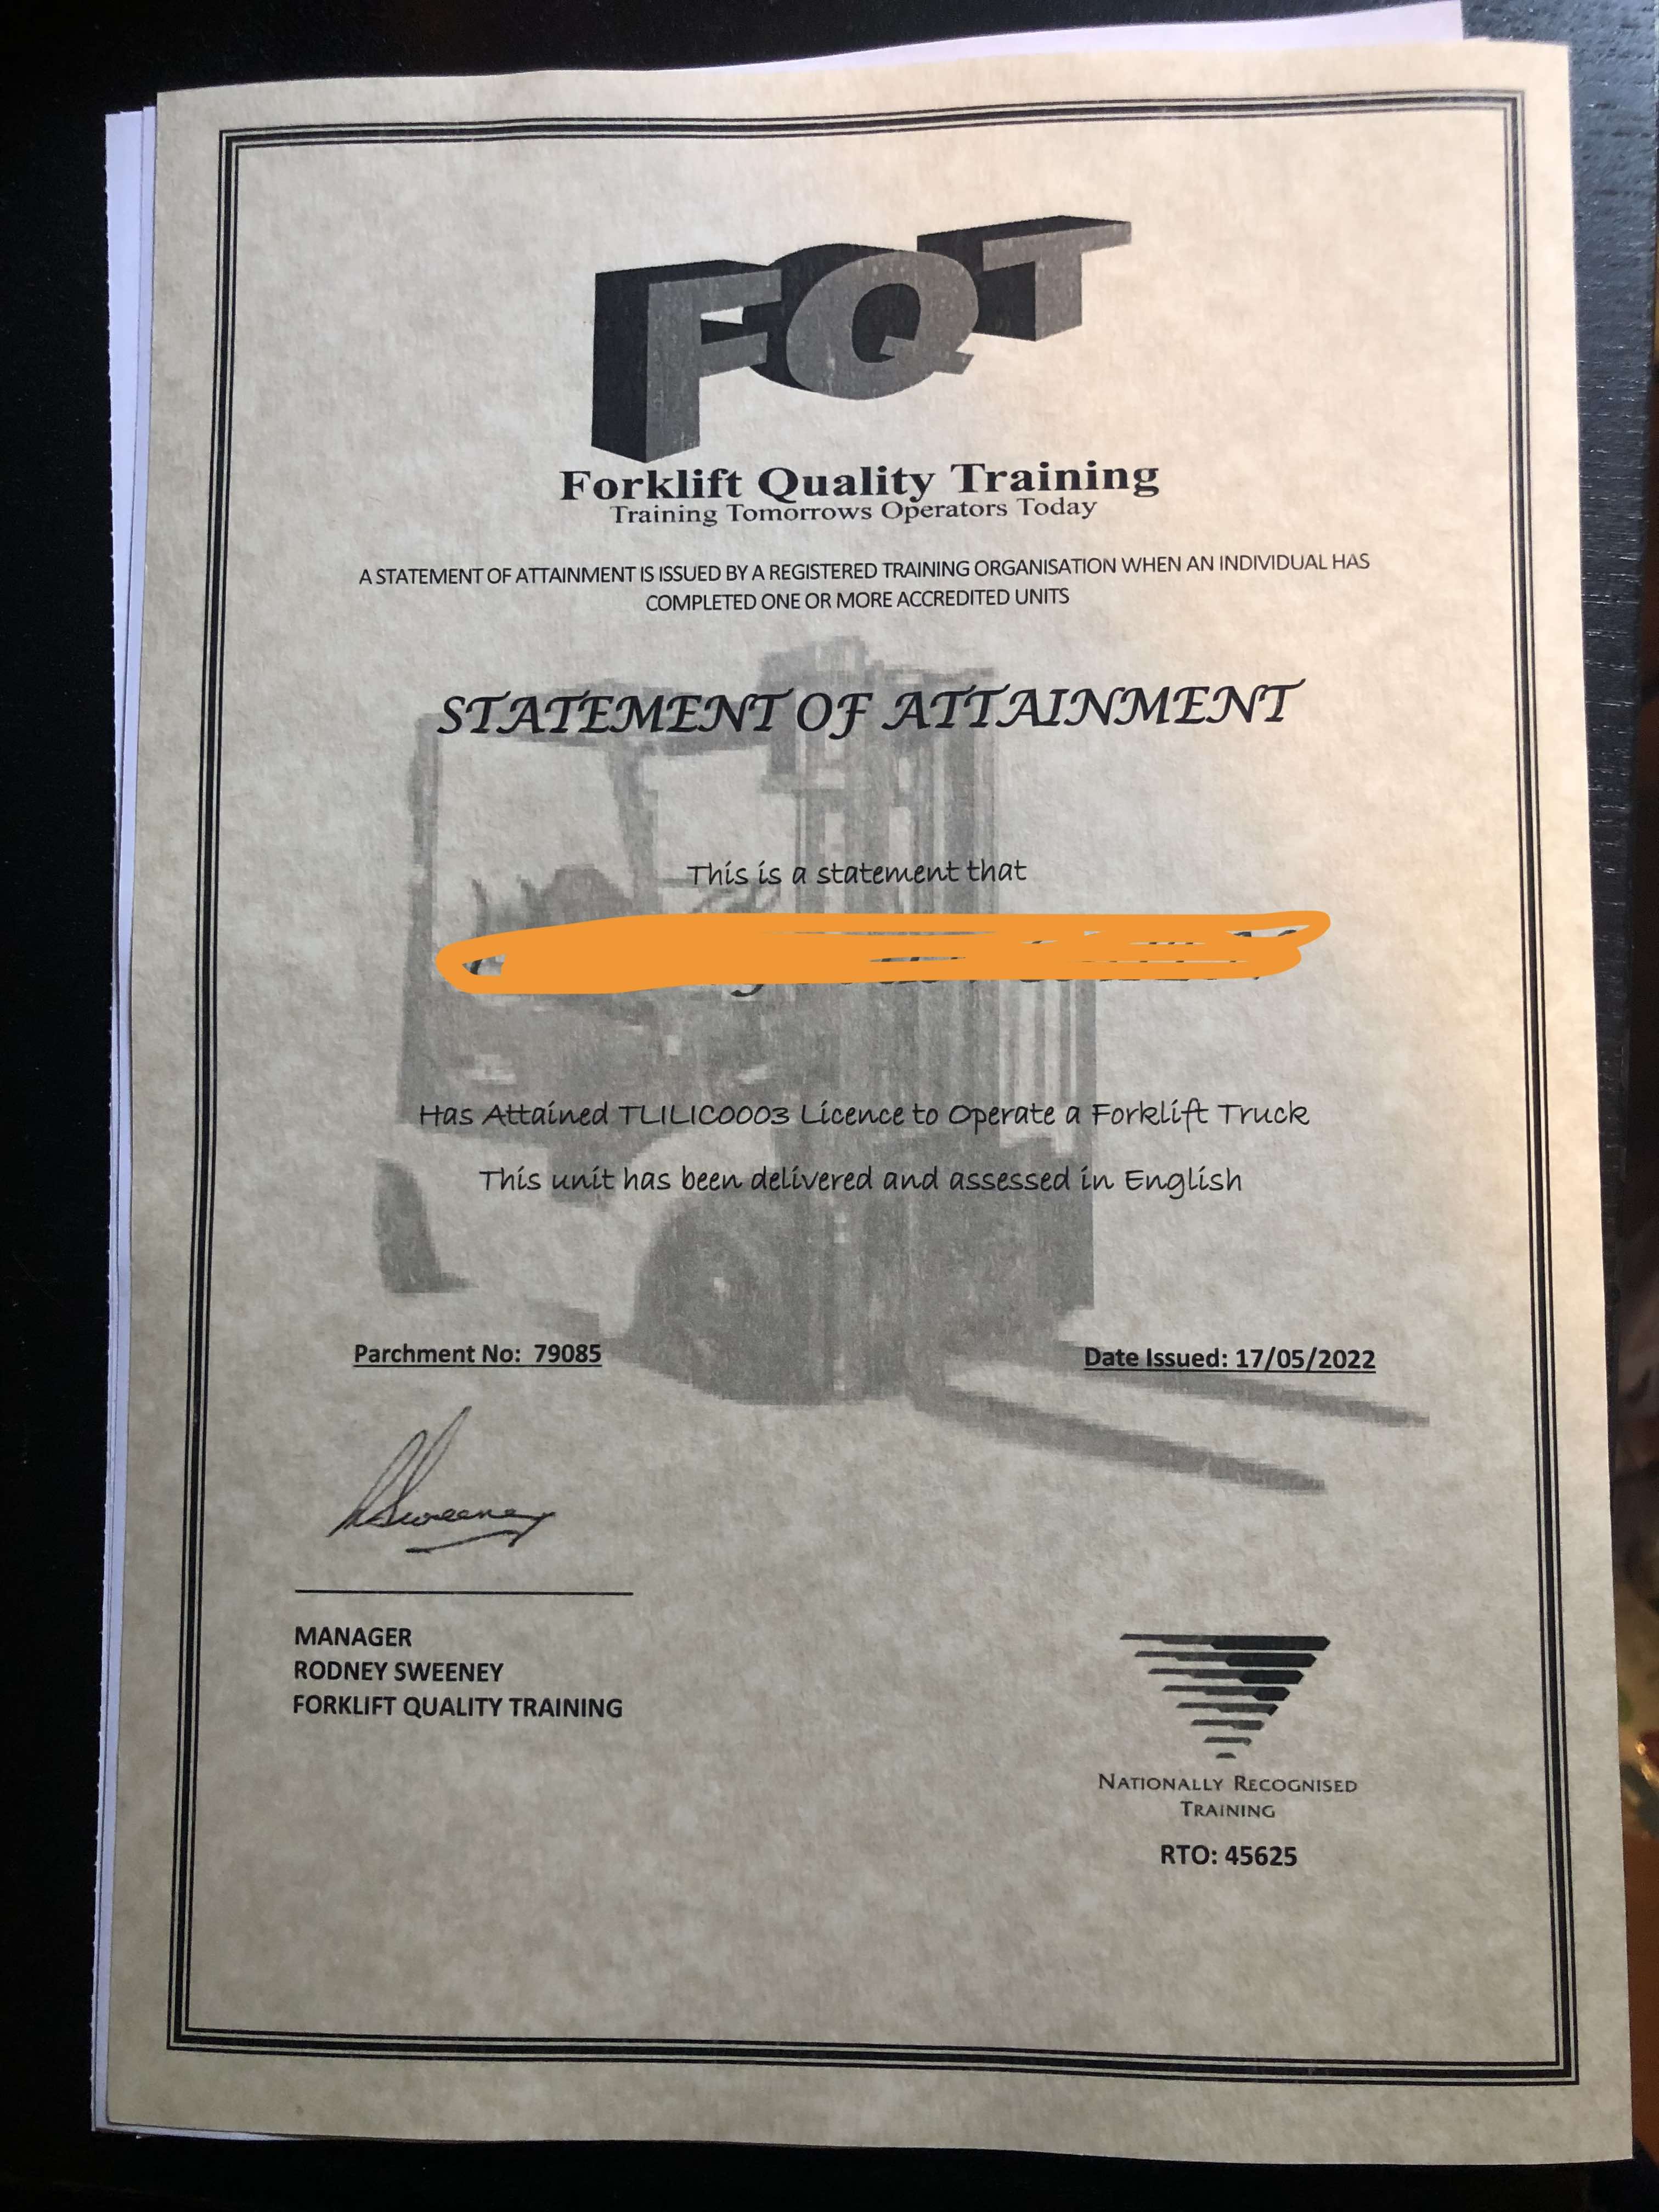 FQT
Forklift Quality Training
Training Tomorrows Operators Today
A STATEMENT OF ATTAINMENT IS ISSUED BY A REGISTERED TRAINING ORGANISATION WHEN AN INDIVIDUAL HAS
COMPLETED ONE OR MORE ACCREDITED UNITS
STATEMENT OF ATTAINMENT
This is a statement that
Has Attained TLILIC0003 Licence to Operate a Forklift Truck
This unit has been delivered and assessed in English
Parchment No: 79085
Date Issued: 17/05/2022
RSweeney
MANAGER
RODNEY SWEENEY
FORKLIFT QUALITY TRAINING
NATIONALLY RECOGNISED
TRAINING
RTO: 45625